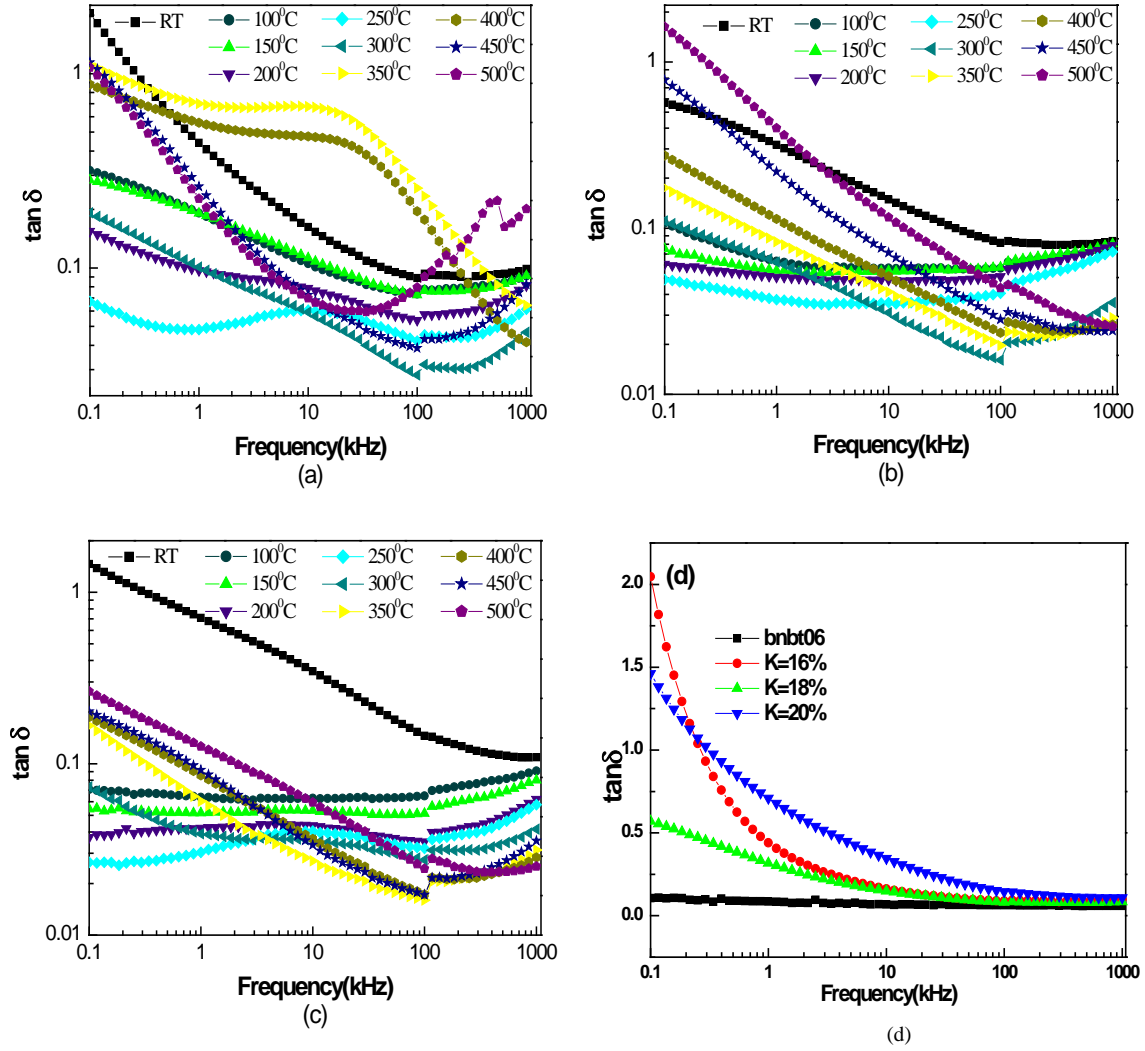 RT 100⁰C 250⁰C 400⁰C
150⁰C 300⁰C 450⁰C
200⁰C 350⁰C 500⁰C
tan δ
1
0.1
0.1 1 10 100 1000
Frequency(kHz)
(a)
RT 100⁰C 250⁰C 400⁰C
150⁰C 300⁰C 450⁰C
200⁰C 350⁰C 500⁰C
tan δ
1
0.1
0.01
0.1 1 10 100 1000
Frequency(kHz)
(b)
RT 100⁰C 250⁰C 400⁰C
150⁰C 300⁰C 450⁰C
200⁰C 350⁰C 500⁰C
tan δ
1
0.1
0.01
0.1 1 10 100 1000
Frequency(kHz)
(c)
(d)
bnbt06
K=16%
K=18%
K=20%
tanδ
2.0
1.5
1.0
0.5
0.0
0.1 1 10 100 1000
Frequency(kHz)
(d)